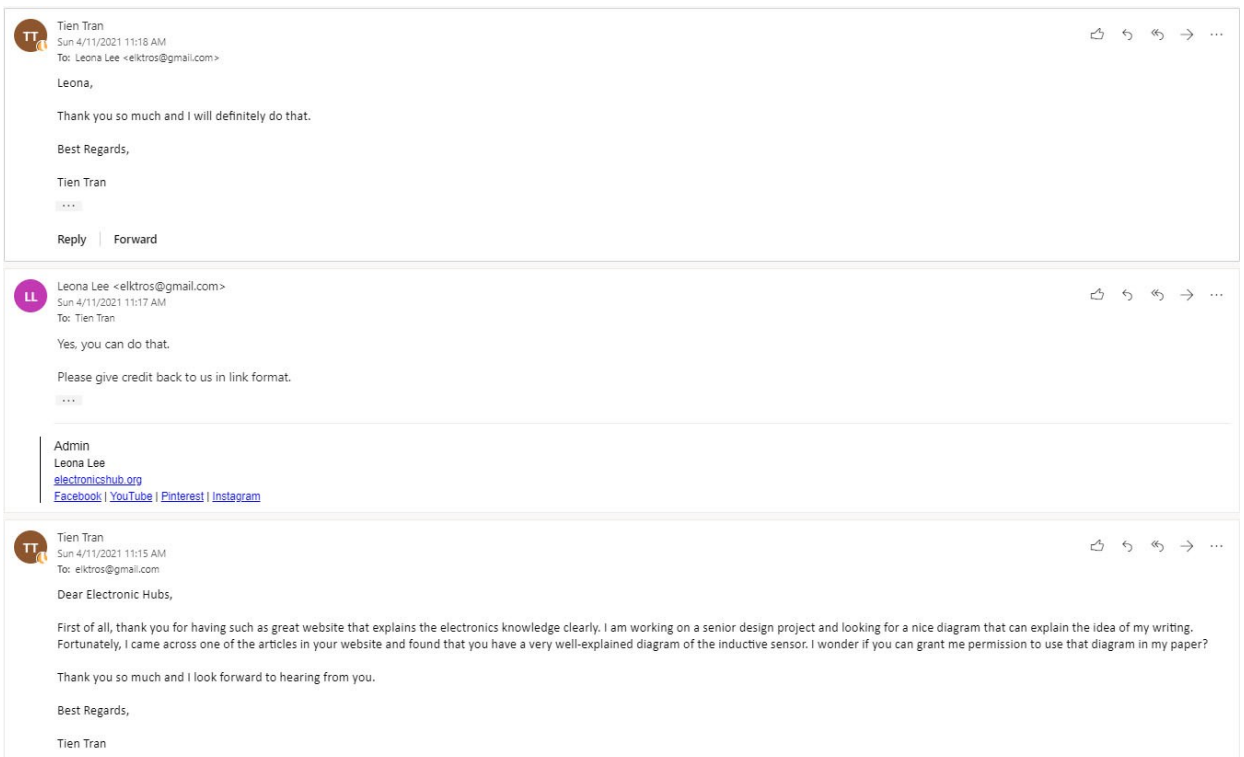 TT
Tien Tran
Sun 4/11/2021 11:18 AM
To: Leona Lee <elktros@gmail.com>
Leona,
Thank you so much and I will definitely do that.
Best Regards,
Tien Tran
...
Reply | Forward
LL
Leona Lee <elktros@gmail.com>
Sun 4/11/2021 11:17 AM
To: Tien Tran
Yes, you can do that.
Please give credit back to us in link format.
...
Admin
Leona Lee
electronicshub.org
Facebook | YouTube | Pinterest | Instagram
TT
Tien Tran
Sun 4/11/2021 11:15 AM
To: elktros@gmail.com
Dear Electronic Hubs,
First of all, thank you for having such as great website that explains the electronics knowledge clearly. I am working on a senior design project and looking for a nice diagram that can explain the idea of my writing.
Fortunately, I came across one of the articles in your website and found that you have a very well-explained diagram of the inductive sensor. I wonder if you can grant me permission to use that diagram in my paper?
Thank you so much and I look forward to hearing from you.
Best Regards,
Tien Tran